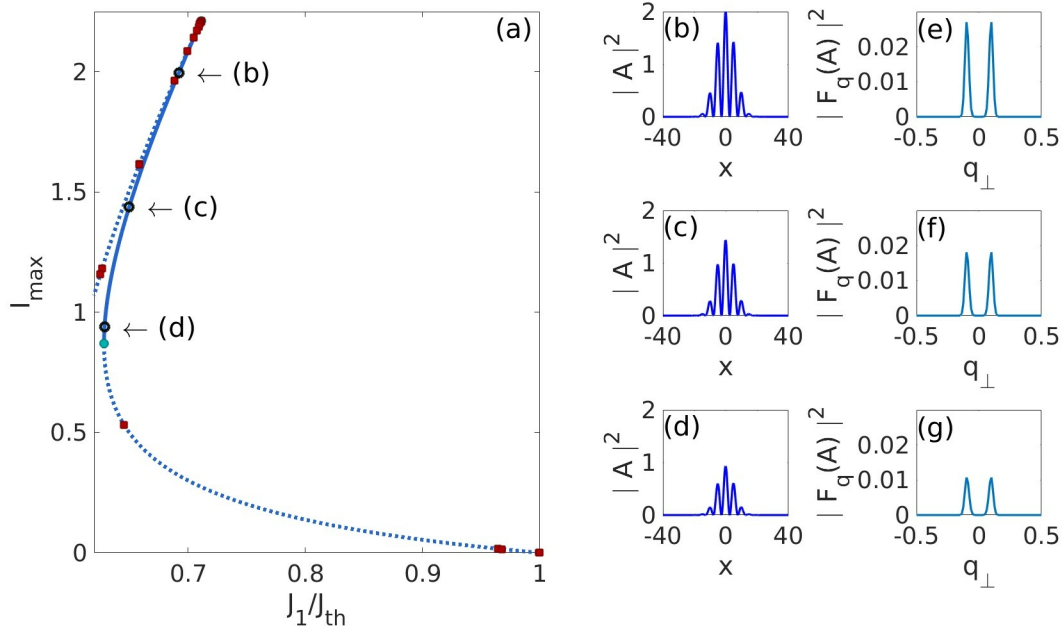 (a)
← (b)
← (c)
← (d)
2
1.5
1
0.5
0
I_max
0.7
0.8
0.9
1
J_1/J_th
(b)
2
1
0
| A |^2
-40
0
40
x
(e)
0.02
0.01
0
| F_q(A) |^2
-0.5
0
0.5
q_⊥
(c)
2
1
0
| A |^2
-40
0
40
x
(f)
0.02
0.01
0
| F_q(A) |^2
-0.5
0
0.5
q_⊥
(d)
2
1
0
| A |^2
-40
0
40
x
(g)
0.02
0.01
0
| F_q(A) |^2
-0.5
0
0.5
q_⊥